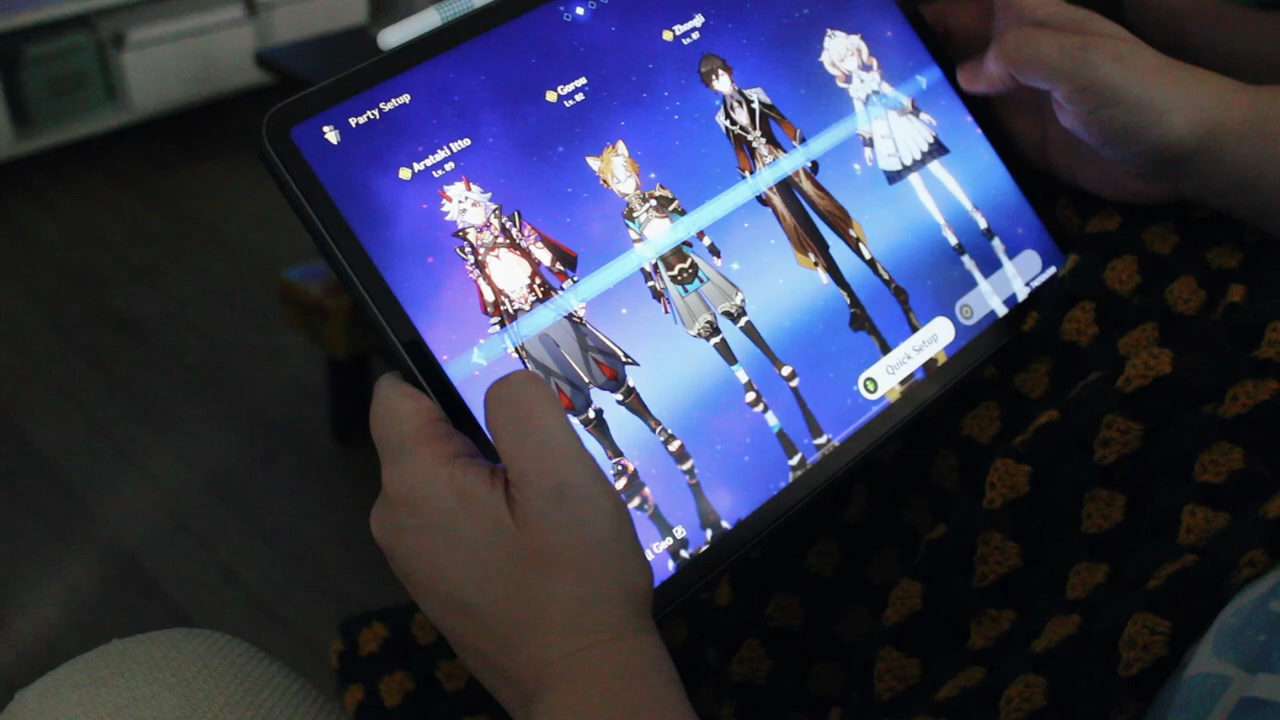 Party Setup
Arataki Itto
Lv. 89
Gorou
Lv. 82
Zhongli
Lv. 87
Quick Setup
Geo